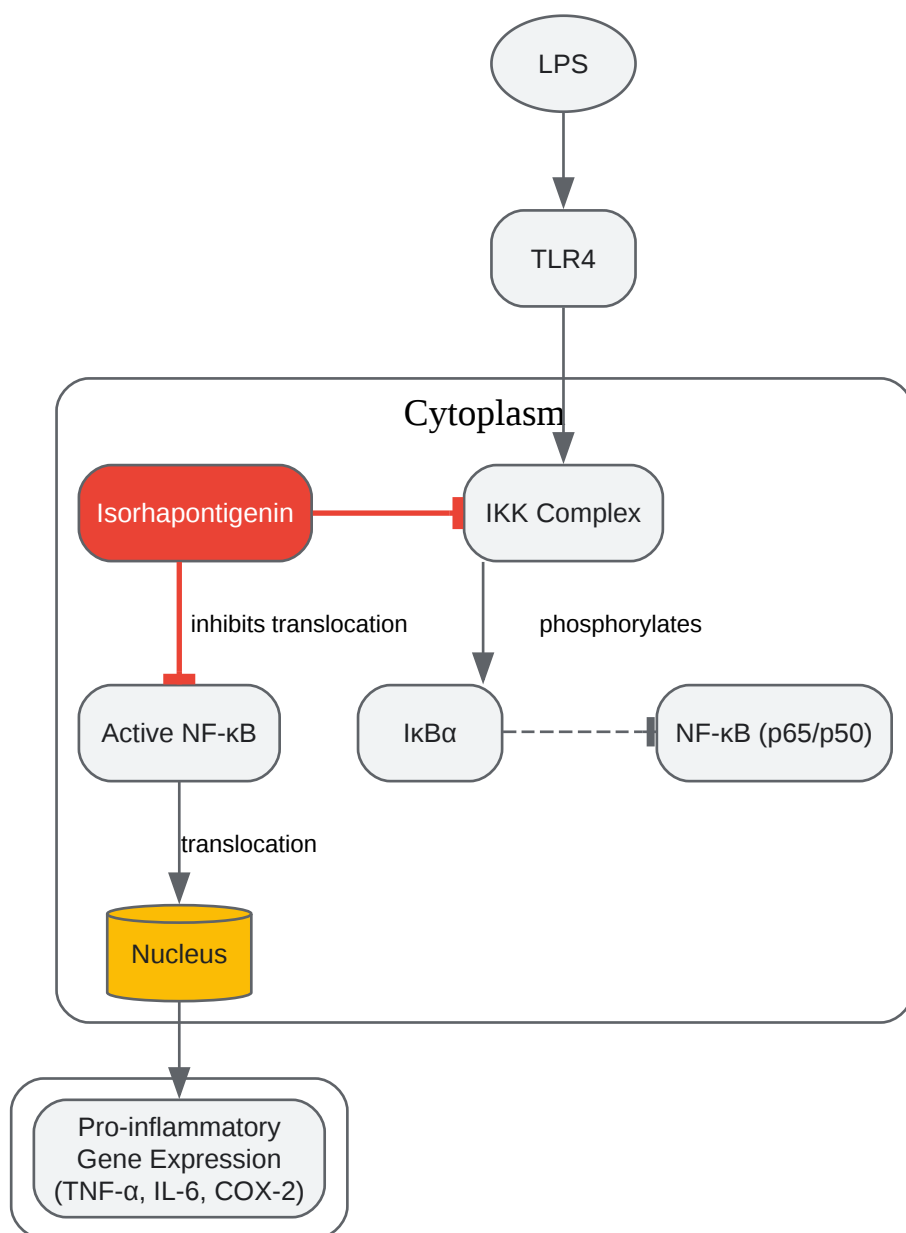 LPS
TLR4
Cytoplasm
Isorhapontigenin
IKK Complex
inhibits translocation
phosphorylates
Active NF-κB
IκBα
NF-κB (p65/p50)
translocation
Nucleus
Pro-inflammatory
Gene Expression
(TNF-α, IL-6, COX-2)